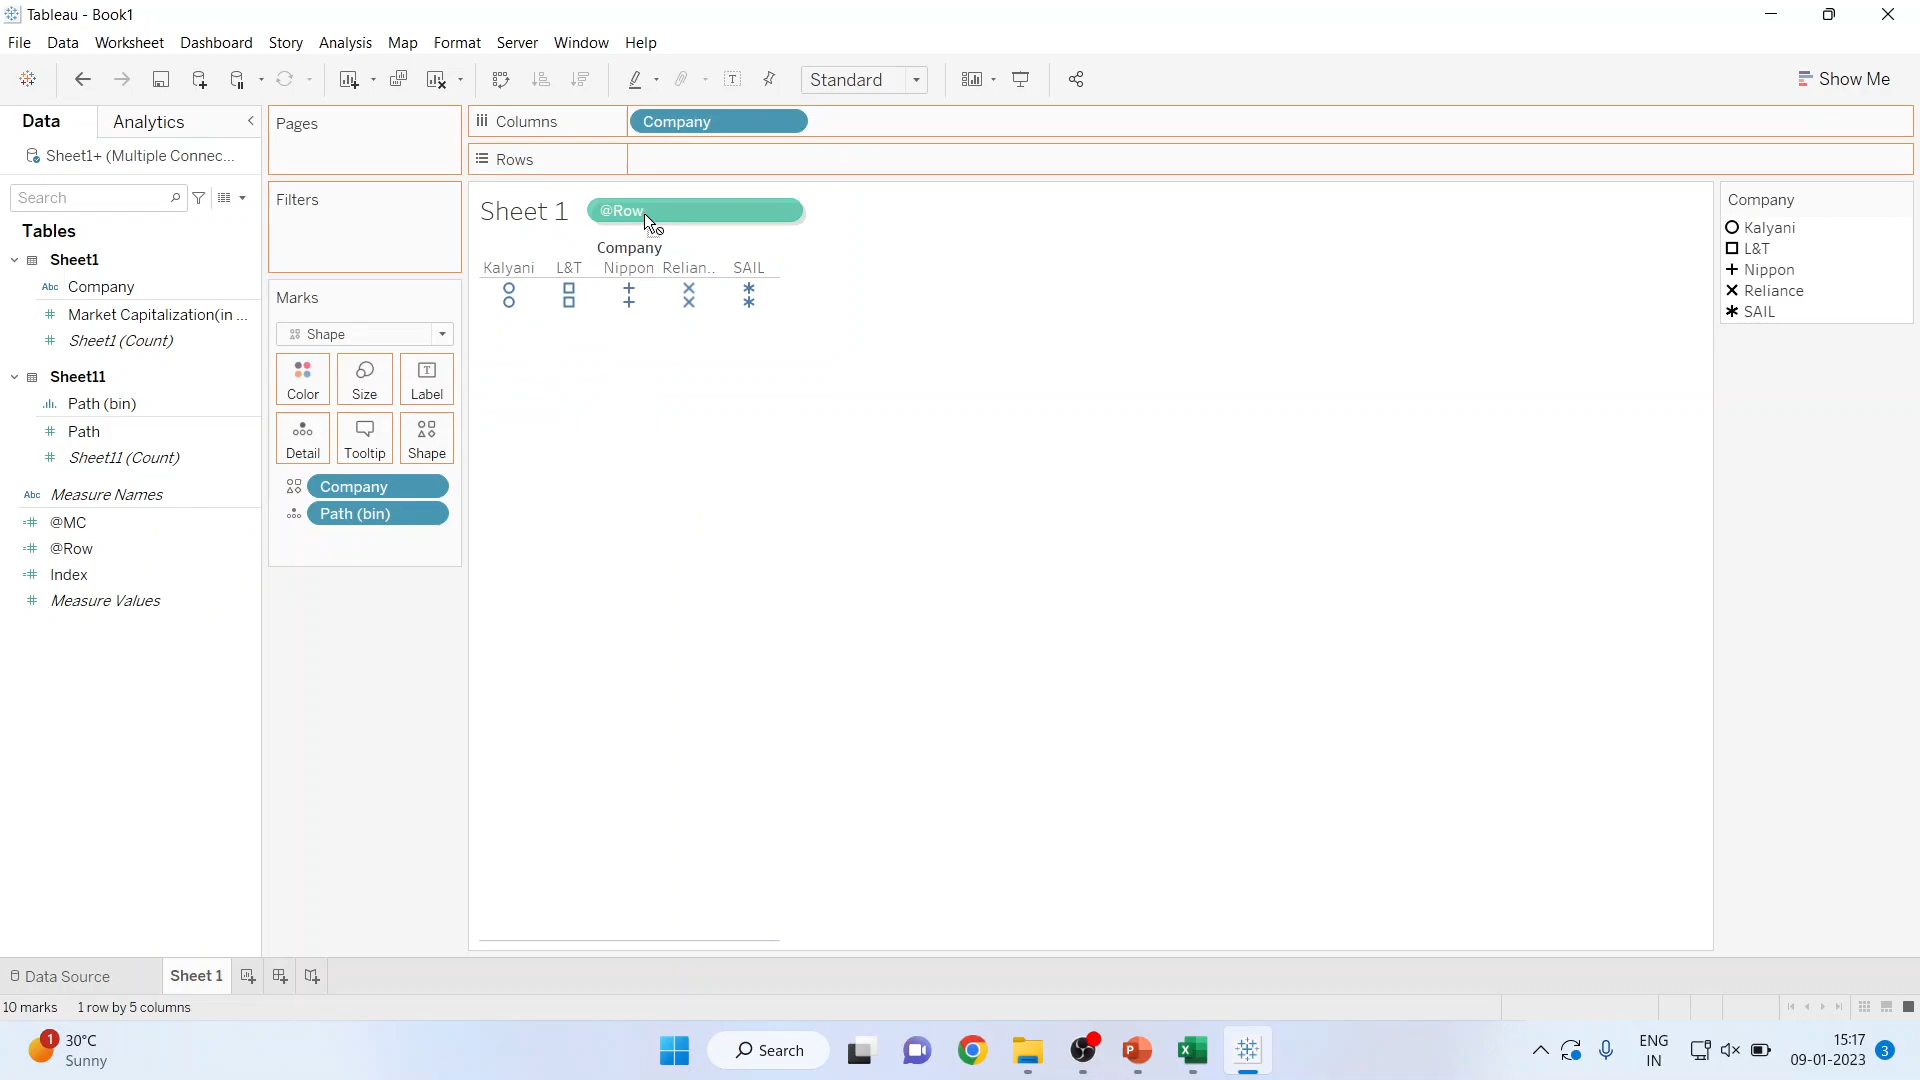 Tableau - Book1
File Data Worksheet Dashboard Story Analysis Map Format Server Window Help
Standard
Show Me
Data Analytics
Sheet1+ (Multiple Connec...
Search
Tables
Sheet1
Abc Company
Market Capitalization(in ...
Sheet1 (Count)
Sheet11
Path (bin)
Path
Sheet11 (Count)
Abc Measure Names
@MC
@Row
Index
Measure Values
Pages
Filters
Marks
Shape
Color Size Label
Detail Tooltip Shape
Company
Path (bin)
Columns Company
Rows
Sheet 1 @Row
Company
Kalyani L&T Nippon Relian.. SAIL
Company
Kalyani
L&T
Nippon
Reliance
SAIL
Data Source Sheet 1
10 marks 1 row by 5 columns
1 30°C
Sunny
Search
ENG
IN
15:17
09-01-2023
3